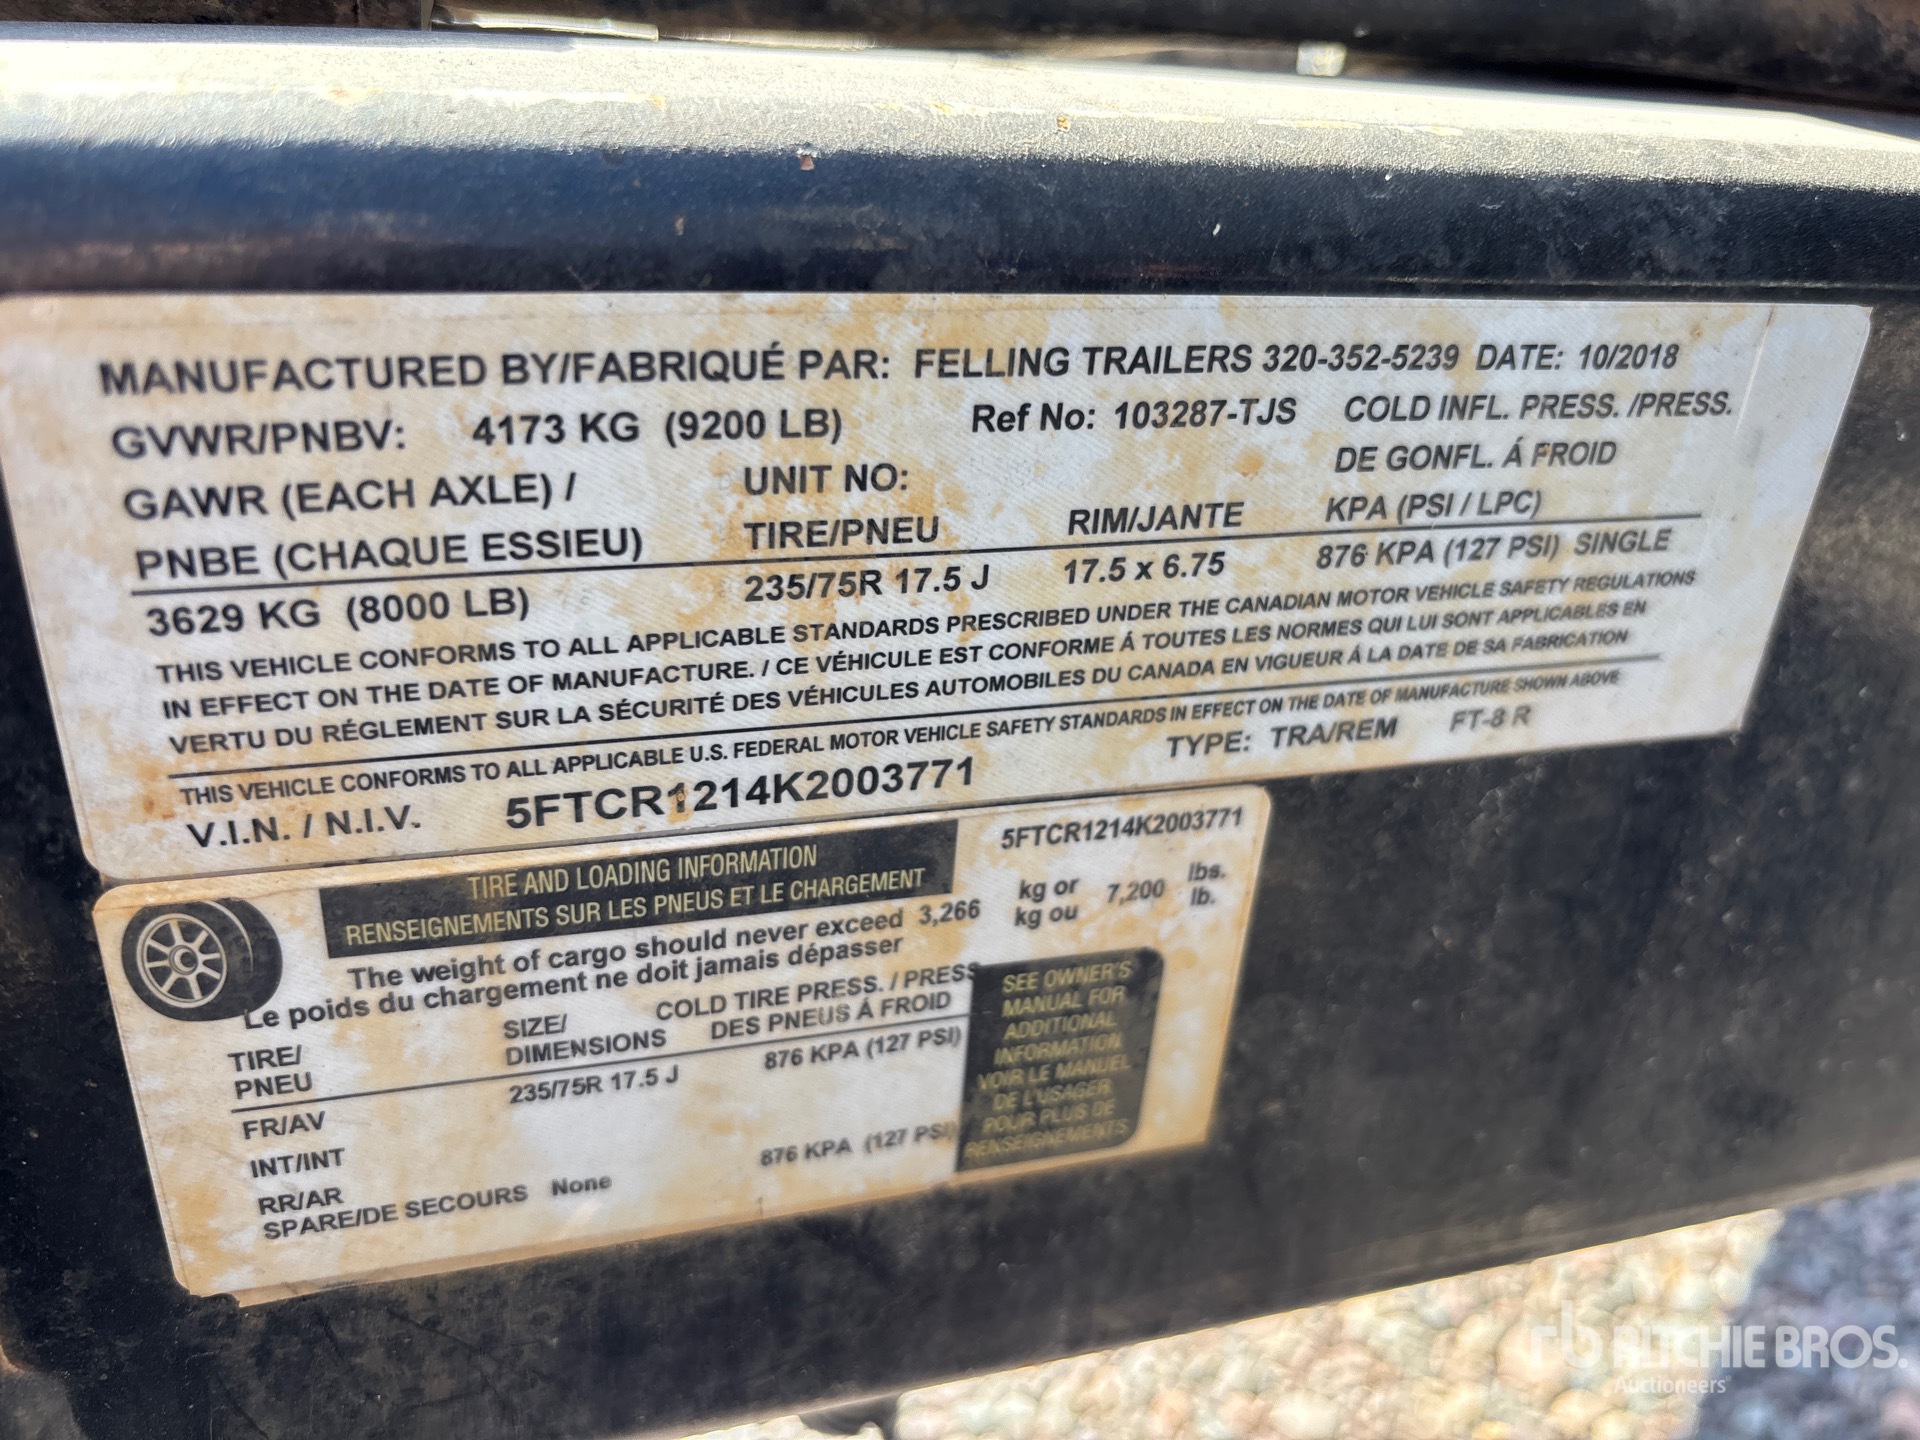 MANUFACTURED BY/FABRIQUÉ PAR: FELLING TRAILERS 320-352-5239 DATE: 10/2018
GVWR/PNBV: 4173 KG (9200 LB) Ref No: 103287-TJS COLD INFL. PRESS. /PRESS.
DE GONFL. Á FROID
GAWR (EACH AXLE) / UNIT NO:
PNBE (CHAQUE ESSIEU) TIRE/PNEU RIM/JANTE KPA (PSI / LPC)
3629 KG (8000 LB) 235/75R 17.5 J 17.5 x 6.75 876 KPA (127 PSI) SINGLE
THIS VEHICLE CONFORMS TO ALL APPLICABLE STANDARDS PRESCRIBED UNDER THE CANADIAN MOTOR VEHICLE SAFETY REGULATIONS
IN EFFECT ON THE DATE OF MANUFACTURE. / CE VÉHICULE EST CONFORME Á TOUTES LES NORMES QUI LUI SONT APPLICABLES EN
VERTU DU RÉGLEMENT SUR LA SÉCURITÉ DES VÉHICULES AUTOMOBILES DU CANADA EN VIGUEUR Á LA DATE DE SA FABRICATION
THIS VEHICLE CONFORMS TO ALL APPLICABLE U.S. FEDERAL MOTOR VEHICLE SAFETY STANDARDS IN EFFECT ON THE DATE OF MANUFACTURE SHOWN ABOVE
V.I.N. / N.I.V. 5FTCR1214K2003771 TYPE: TRA/REM FT-8 R
TIRE AND LOADING INFORMATION 5FTCR1214K2003771
RENSEIGNEMENTS SUR LES PNEUS ET LE CHARGEMENT
The weight of cargo should never exceed 3,266 kg or 7,200 lbs.
Le poids du chargement ne doit jamais dépasser kg ou lb.
TIRE/ SIZE/ COLD TIRE PRESS. / PRESS
PNEU DIMENSIONS DES PNEUS Á FROID
FR/AV 235/75R 17.5 J 876 KPA (127 PSI)
INT/INT
RR/AR 876 KPA (127 PSI)
SPARE/DE SECOURS None
SEE OWNER'S
MANUAL FOR
ADDITIONAL
INFORMATION
VOIR LE MANUEL
DE L'USAGER
POUR PLUS DE
RENSEIGNEMENTS
rb RITCHIE BROS.
Auctioneers